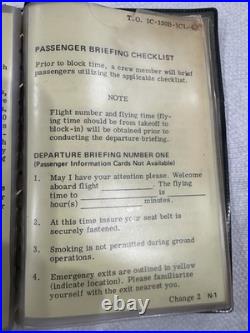 T.O. 1C-130B-1CL-
PASSENGER BRIEFING CHECKLIST
Prior to block time, a crew member will brief
passengers utilizing the applicable checklist.
NOTE
Flight number and flying time (fly-
ing time should be from takeoff to
block-in) will be obtained prior to
conducting the departure briefing.
DEPARTURE BRIEFING NUMBER ONE
(Passenger Information Cards Not Available)
1. May I have your attention please. Welcome
aboard flight ________. The flying
time to ________ is ________ hours and
minutes.
2. At this time insure your seat belt is
securely fastened.
3. Smoking is not permitted during ground
operations.
4. Emergency exits are outlined in yellow
(indicate location). Please familiarize
yourself with the exit nearest you.
Change 2 N-1